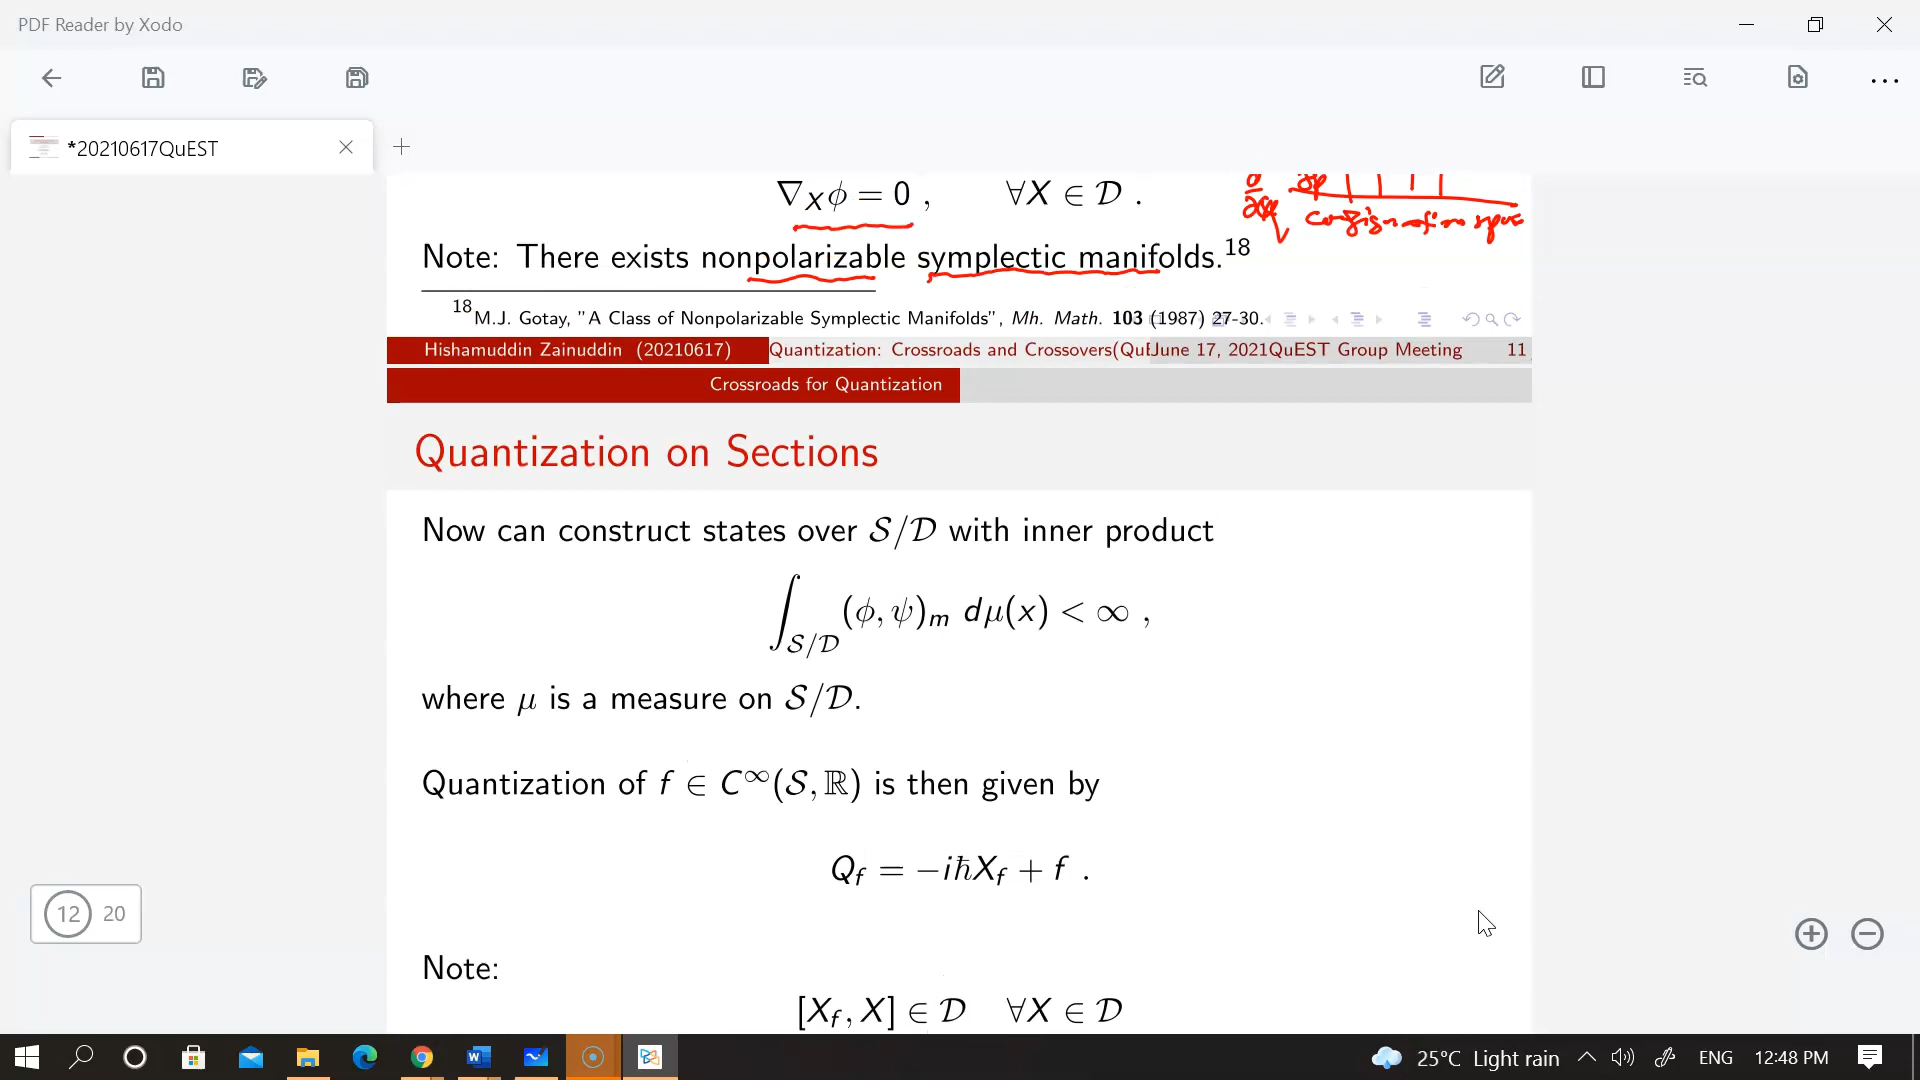 PDF Reader by Xodo
*20210617QuEST
∇_X ϕ = 0 , ∀X ∈ 𝒟 .
Note: There exists nonpolarizable symplectic manifolds.¹⁸
¹⁸M.J. Gotay, "A Class of Nonpolarizable Symplectic Manifolds", Mh. Math. 103 (1987) 27-30.
Hishamuddin Zainuddin (20210617) Quantization: Crossroads and Crossovers(QuE June 17, 2021QuEST Group Meeting 11
Crossroads for Quantization
Quantization on Sections
Now can construct states over 𝒮/𝒟 with inner product
∫_{𝒮/𝒟} (ϕ, ψ)_m dμ(x) < ∞ ,
where μ is a measure on 𝒮/𝒟.
Quantization of f ∈ C^∞(𝒮, ℝ) is then given by
Q_f = −iħX_f + f .
12 20
Note:
[X_f, X] ∈ 𝒟 ∀X ∈ 𝒟
25°C Light rain ENG 12:48 PM